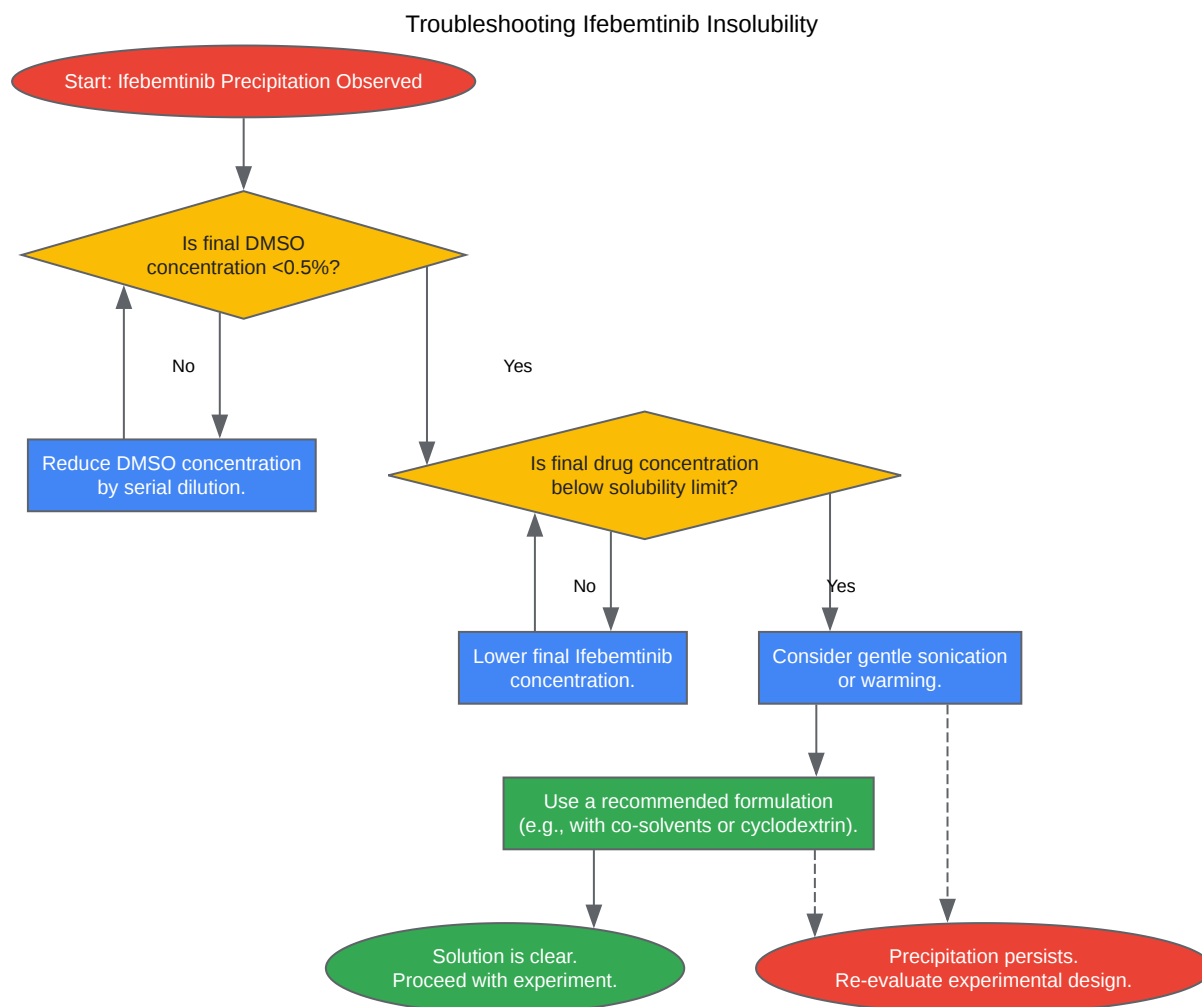 Troubleshooting Ifebemtinib Insolubility
Start: Ifebemtinib Precipitation Observed
Is final DMSO
concentration <0.5%?
No
Yes
Reduce DMSO concentration
by serial dilution.
Is final drug concentration
below solubility limit?
No
Yes
Lower final Ifebemtinib
concentration.
Consider gentle sonication
or warming.
Use a recommended formulation
(e.g., with co-solvents or cyclodextrin).
Solution is clear.
Proceed with experiment.
Precipitation persists.
Re-evaluate experimental design.